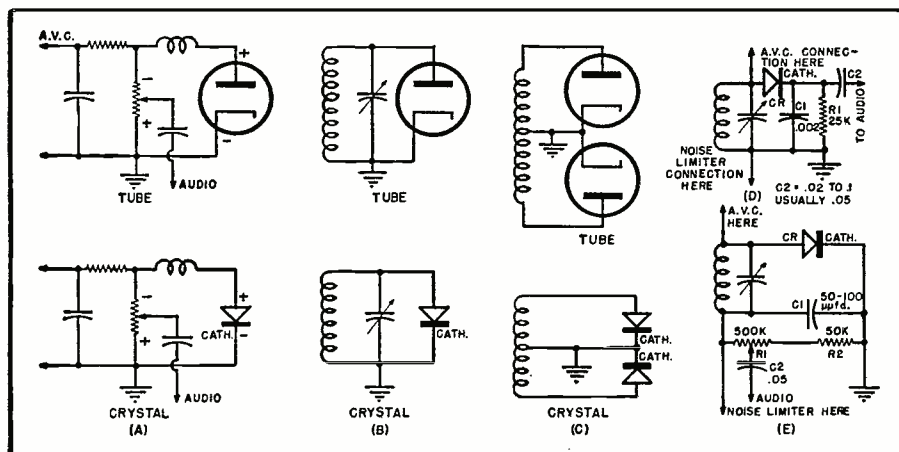 A.V.C.
+
−
+
−
TUBE
AUDIO
−
+
+
−
CATH.
CRYSTAL
AUDIO
(A)
TUBE
CATH.
CRYSTAL
(B)
TUBE
CATH.
CATH.
CRYSTAL
(C)
A.V.C. CONNEC-
TION HERE
CATH.
C2
CR
C1
.002
R1
25K
TO AUDIO
NOISE
LIMITER
CONNECTION
HERE
(D)
C2 = .02 TO .1
USUALLY .05
A.V.C.
HERE
CR
CATH.
C1
50-100
μμfd.
500K
R1
50K
R2
C2
.05
AUDIO
NOISE LIMITER HERE
(E)